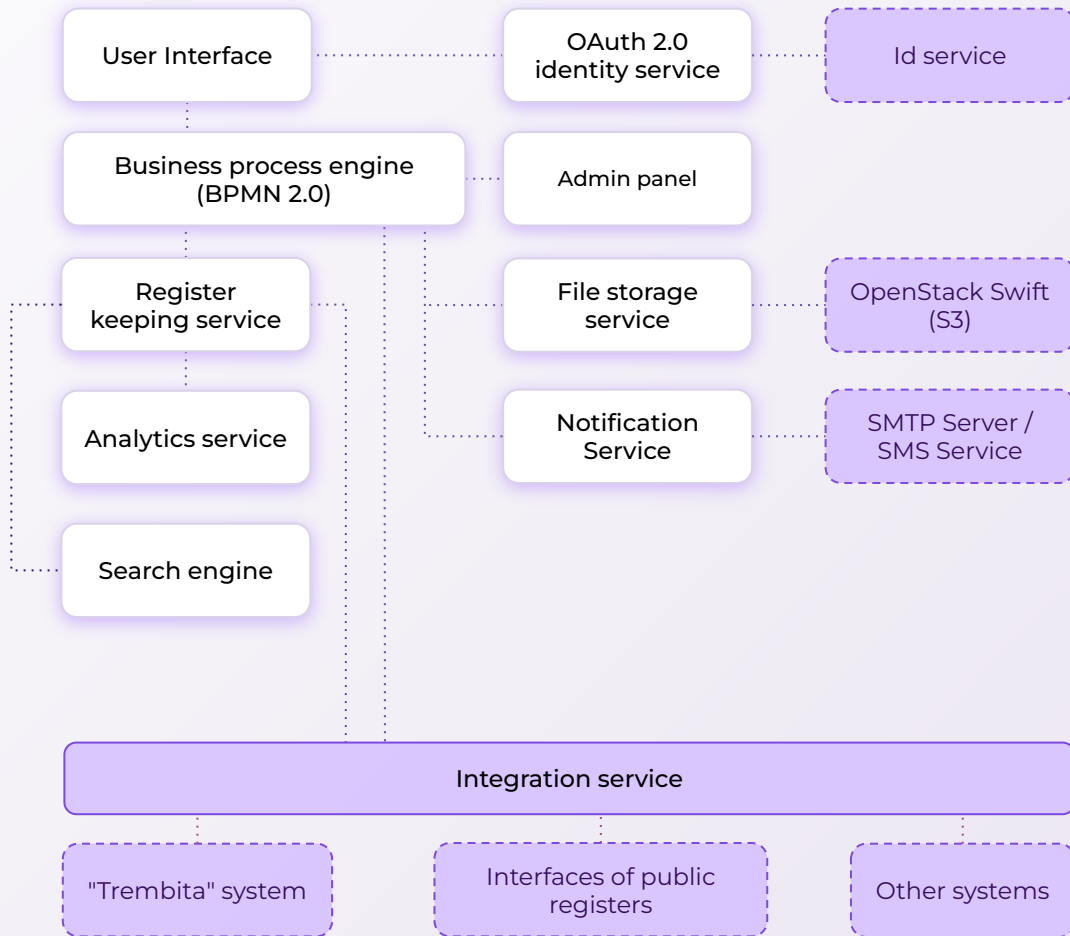 User Interface
OAuth 2.0
identity service
Id service
Business process engine
(BPMN 2.0)
Admin panel
Register
keeping service
File storage
service
OpenStack Swift
(S3)
Analytics service
Notification
Service
SMTP Server /
SMS Service
Search engine
Integration service
"Trembita" system
Interfaces of public
registers
Other systems